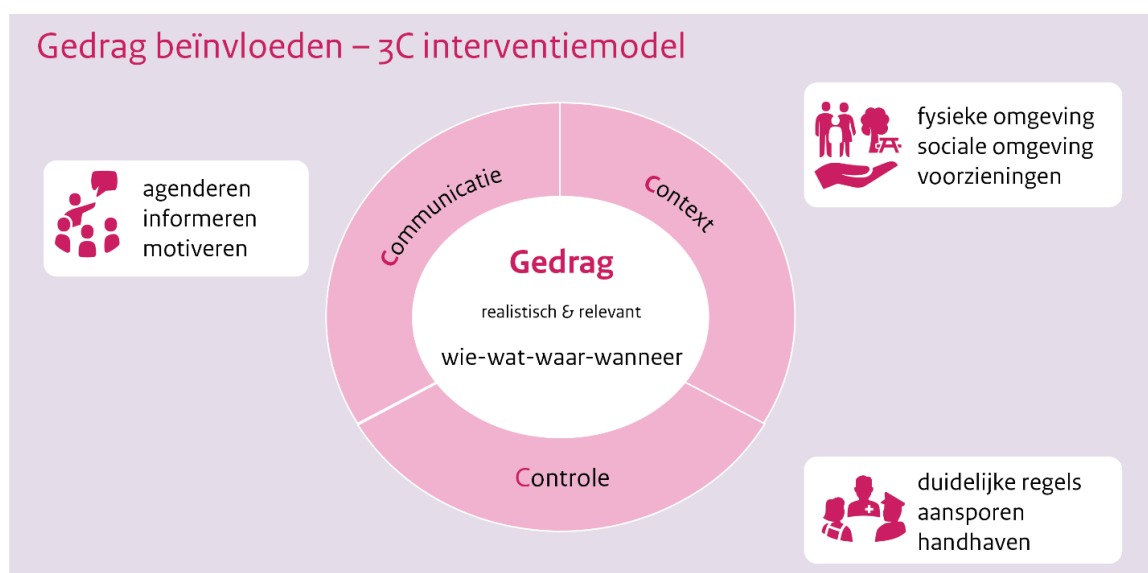 Gedrag beïnvloeden – 3C interventiemodel
agenderen
informeren
motiveren
Communicatie
Context
fysieke omgeving
sociale omgeving
voorzieningen
Gedrag
realistisch & relevant
wie-wat-waar-wanneer
Controle
duidelijke regels
aansporen
handhaven